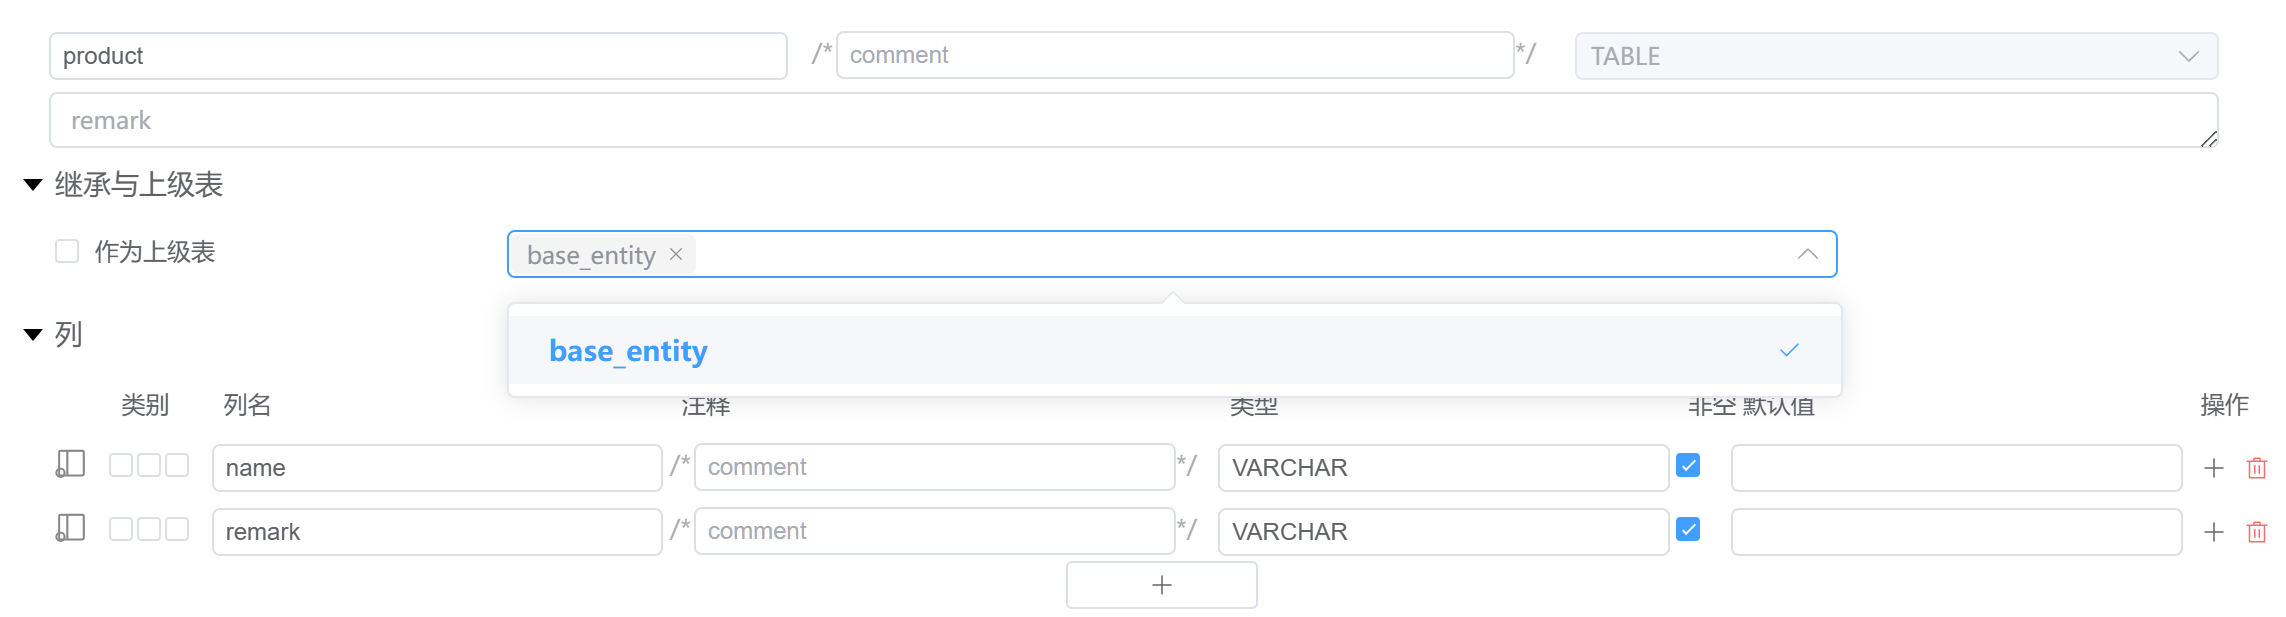 product /* comment */ TABLE
remark
继承与上级表
作为上级表 base_entity
base_entity
列
类别 列名 注释 类型 非空 默认值 操作
name /* comment */ VARCHAR
remark /* comment */ VARCHAR